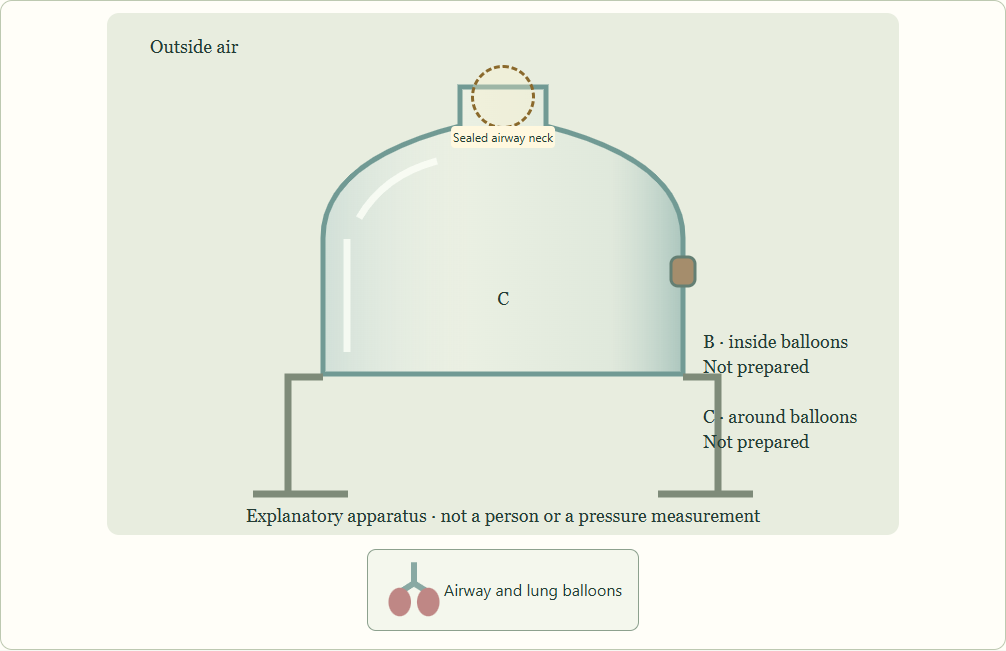 Outside air
Sealed airway neck
C
B · inside balloons
Not prepared
C · around balloons
Not prepared
Explanatory apparatus · not a person or a pressure measurement
Airway and lung balloons